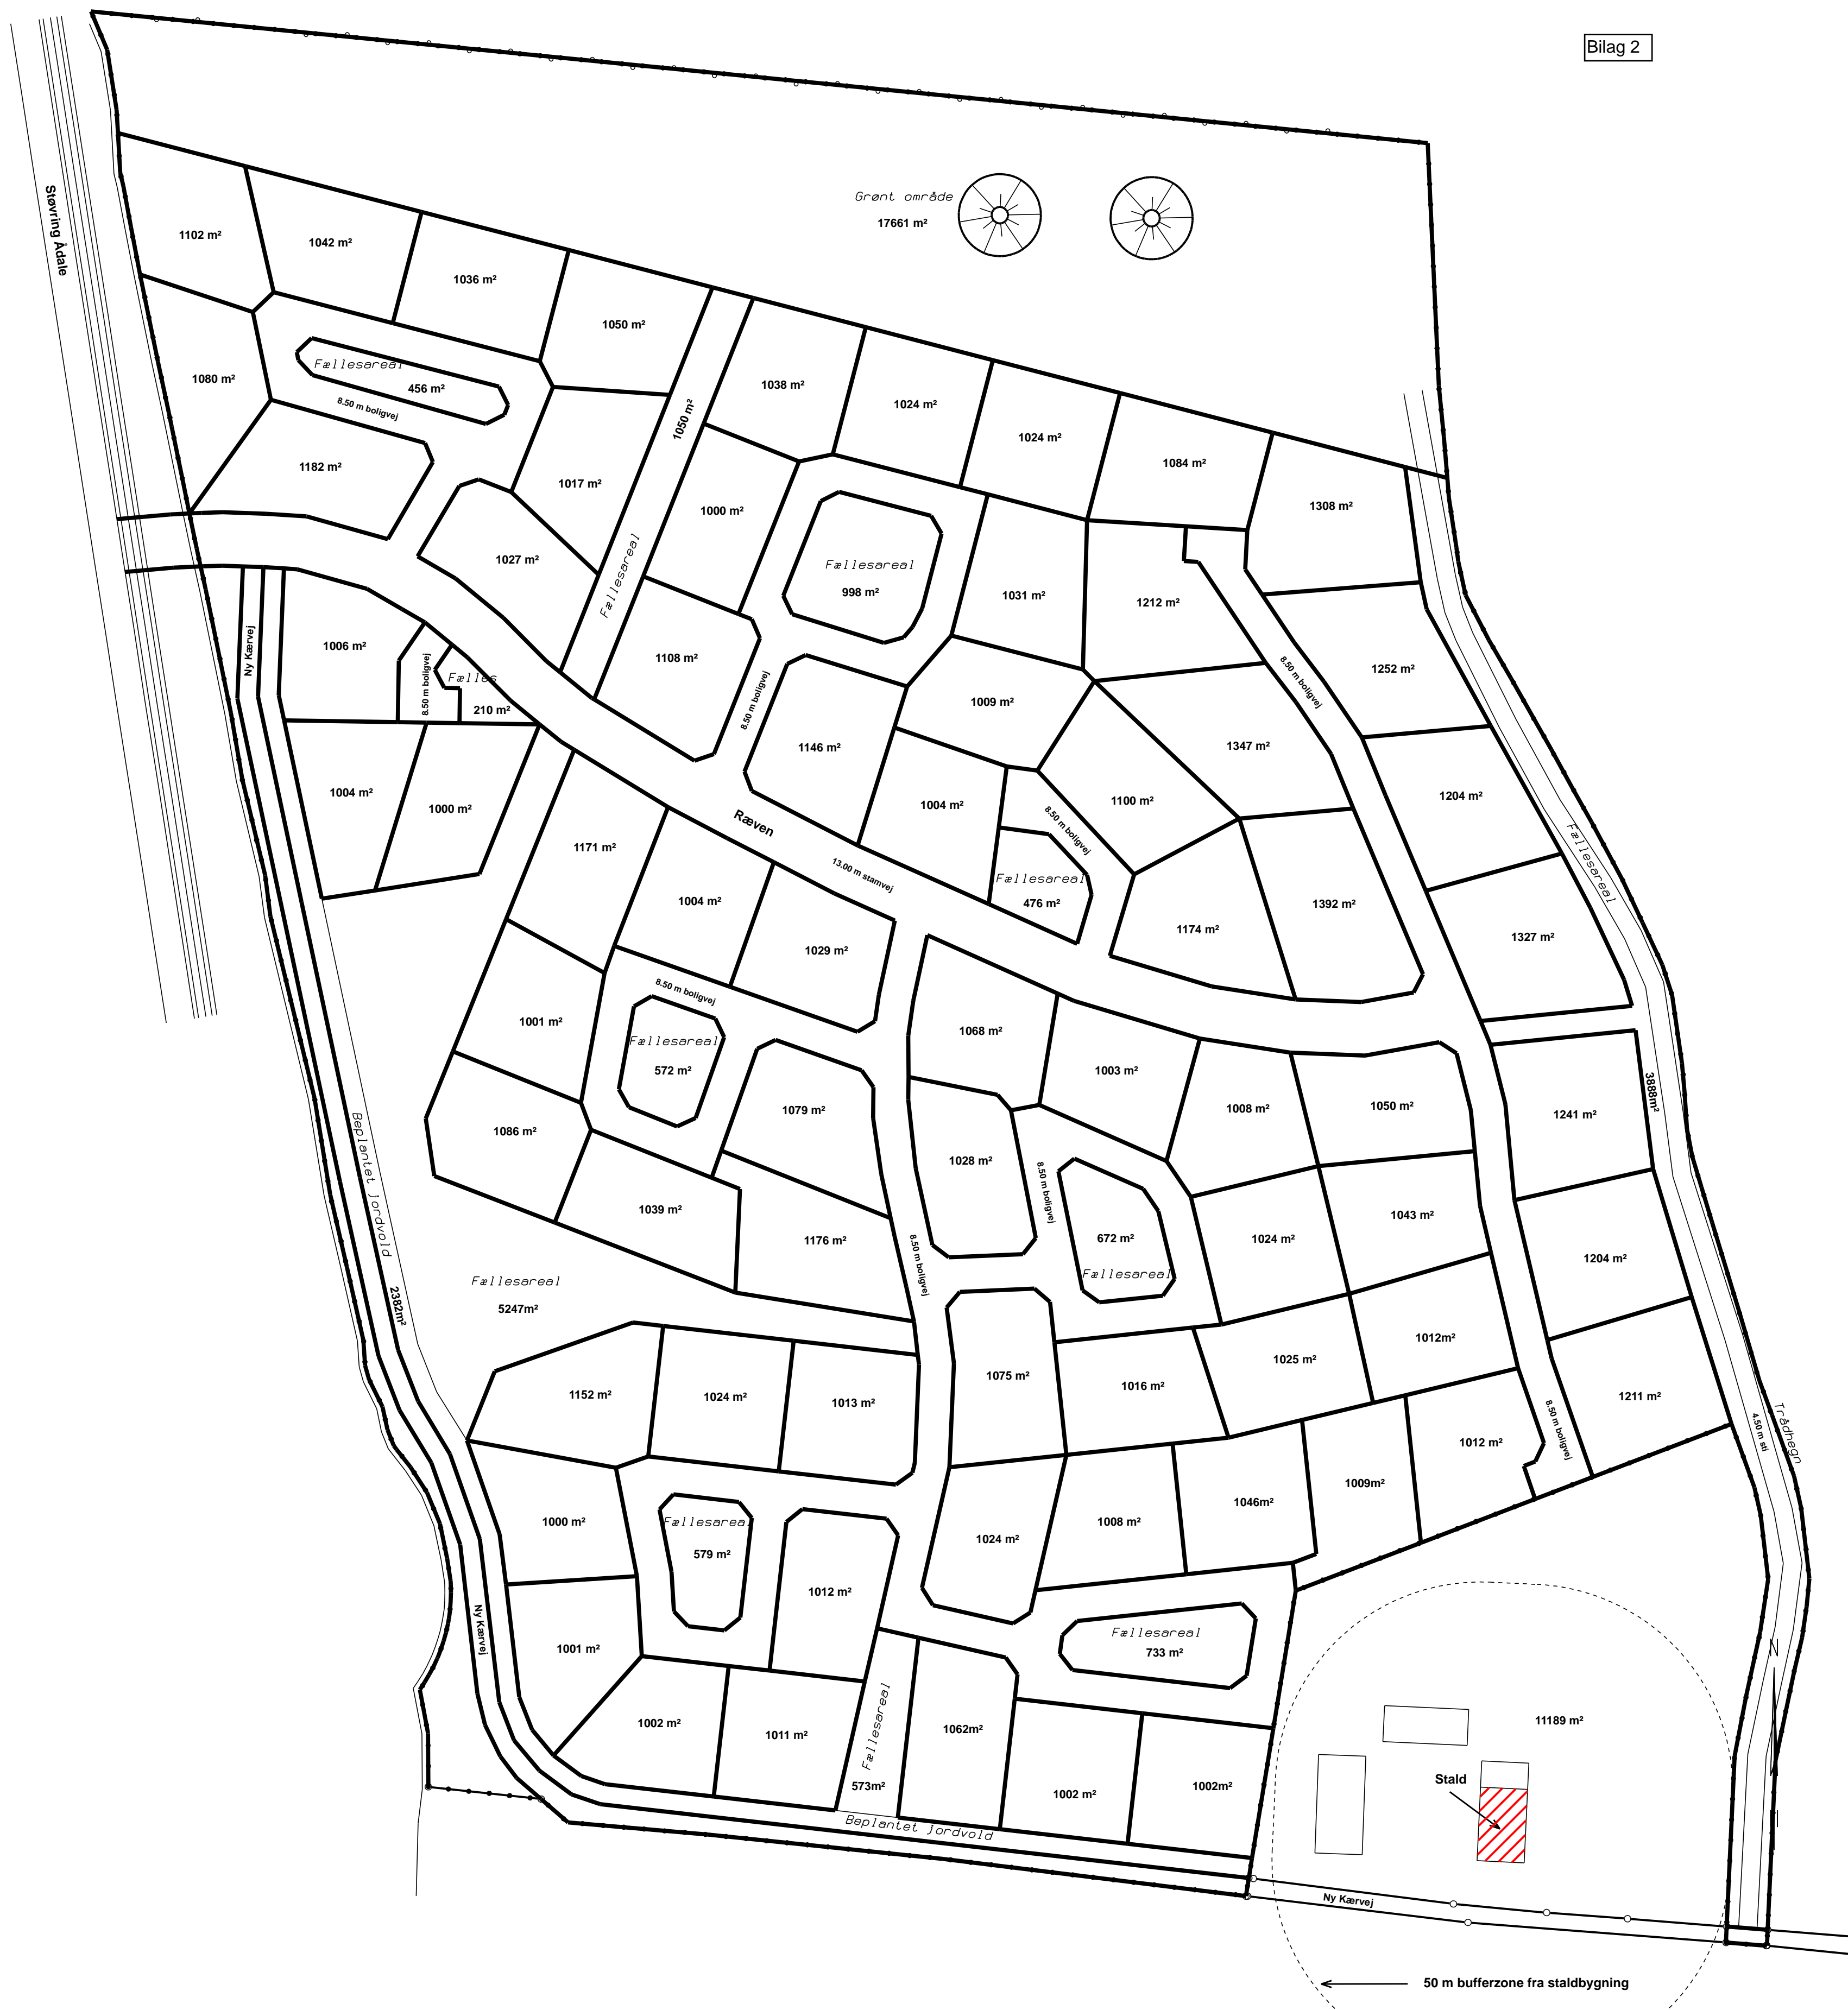 Bilag 2
Støvring Ådale
Grønt område
17661 m²
1102 m²
1042 m²
1036 m²
1050 m²
1080 m²
Fællesareal
456 m²
8.50 m boligvej
1182 m²
1017 m²
1027 m²
1050 m²
Fællesareal
1038 m²
1024 m²
1024 m²
1084 m²
1308 m²
1000 m²
Fællesareal
998 m²
1031 m²
1212 m²
1252 m²
8.50 m boligvej
1108 m²
8.50 m boligvej
1146 m²
1009 m²
1347 m²
1004 m²
1100 m²
8.50 m boligvej
1204 m²
Fællesareal
476 m²
1174 m²
1392 m²
1327 m²
Fællesareal
Ny Kærvej
1006 m²
8.50 m boligvej
Fælles
210 m²
1004 m²
1000 m²
Ræven
13.00 m stamvej
1171 m²
1004 m²
1029 m²
8.50 m boligvej
1001 m²
Fællesareal
572 m²
1086 m²
1079 m²
1039 m²
1176 m²
1068 m²
1003 m²
1008 m²
1050 m²
1241 m²
3888m²
1028 m²
8.50 m boligvej
672 m²
Fællesareal
1024 m²
1043 m²
1204 m²
8.50 m boligvej
Beplantet jordvold
2382m²
Fællesareal
5247m²
1152 m²
1024 m²
1013 m²
1075 m²
1016 m²
1025 m²
1012m²
1211 m²
8.50 m boligvej
4.50 m sti
Trådhegn
1000 m²
Fællesareal
579 m²
1012 m²
1024 m²
1008 m²
1046m²
1009m²
1012 m²
Ny Kærvej
1001 m²
1002 m²
1011 m²
Fællesareal
573m²
1062m²
Fællesareal
733 m²
1002 m²
1002m²
Beplantet jordvold
11189 m²
Stald
N
Ny Kærvej
50 m bufferzone fra staldbygning